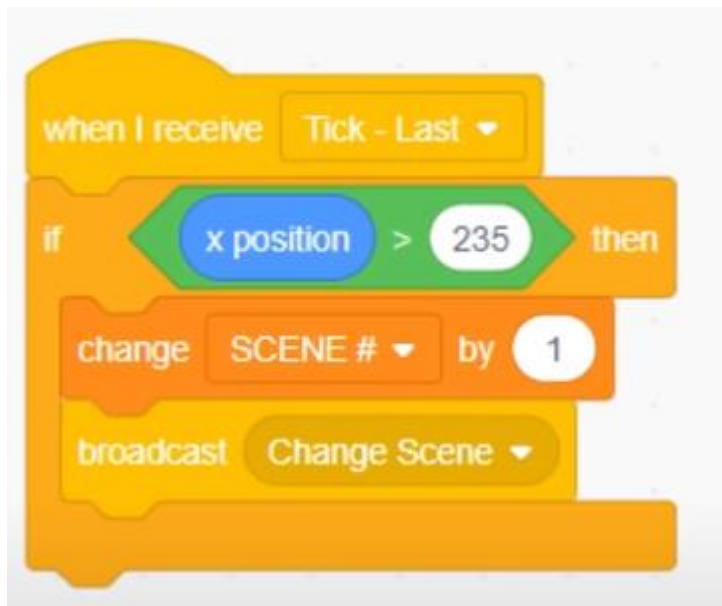 when I receive Tick - Last
if x position > 235 then
change SCENE # by 1
broadcast Change Scene